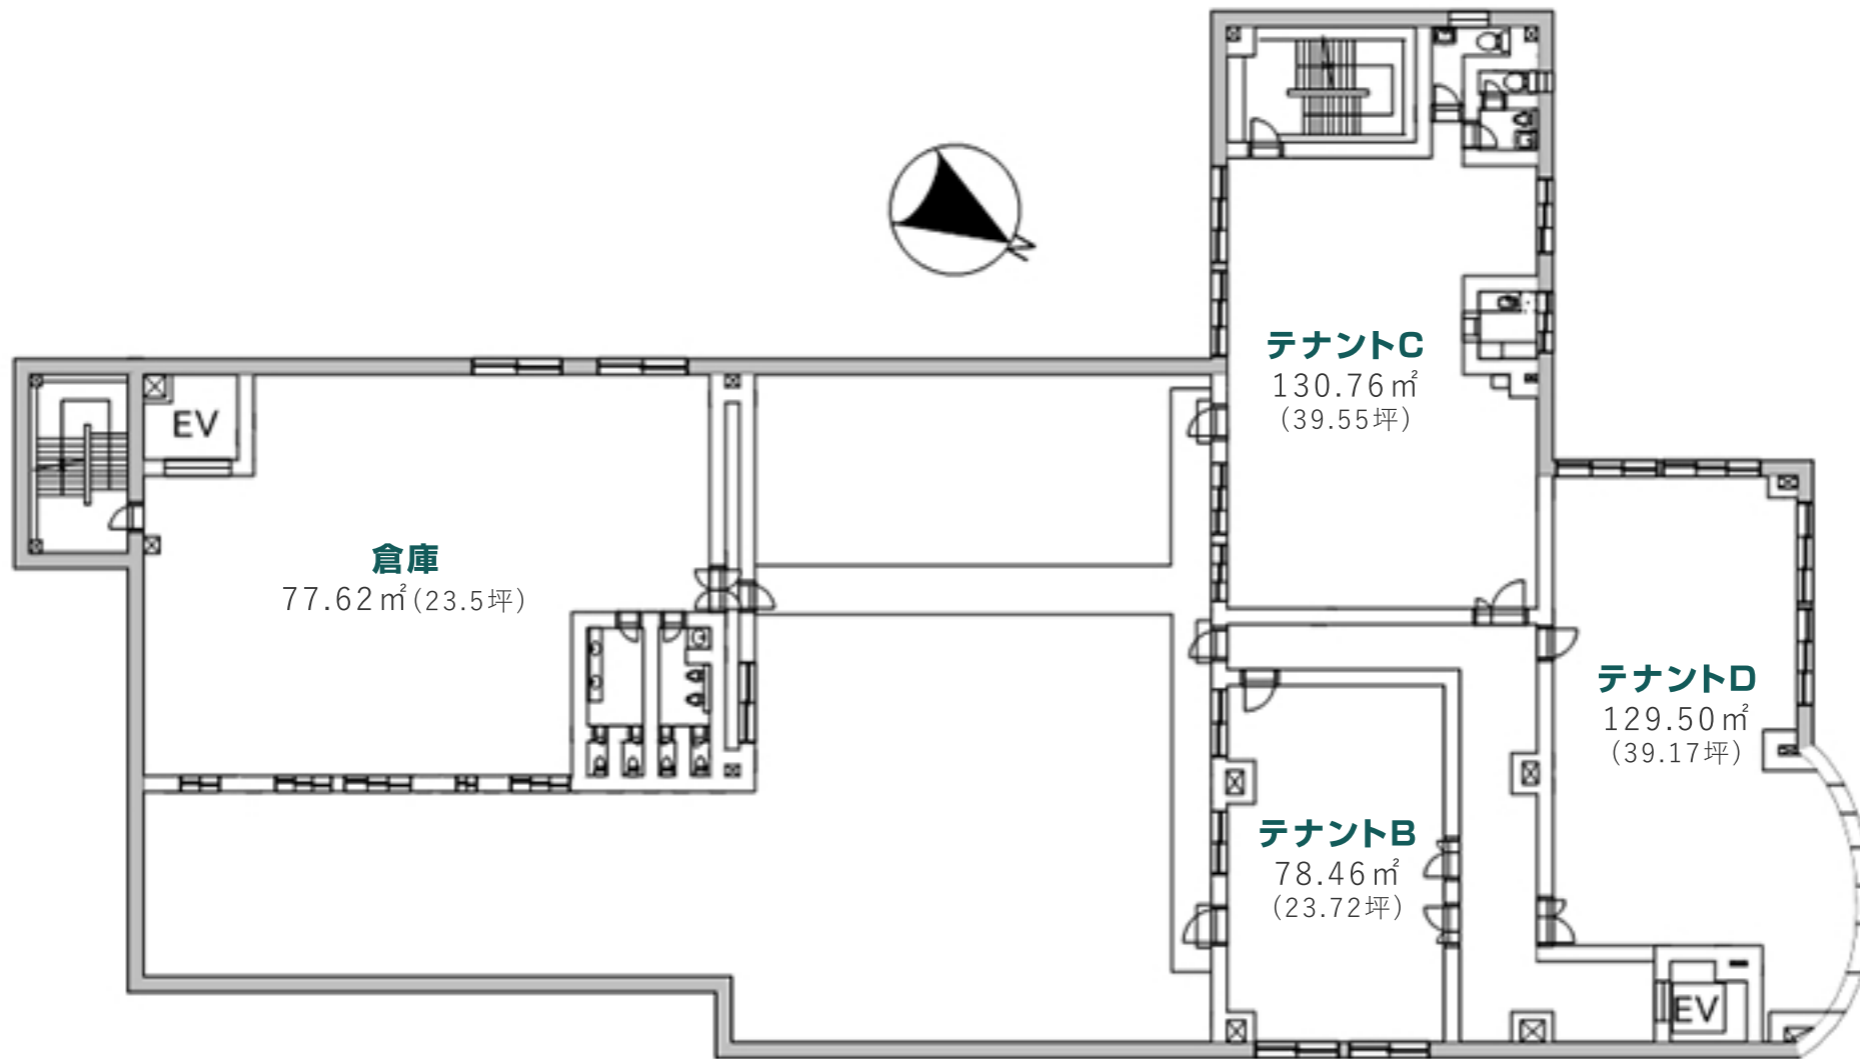 N
テナントC
130.76㎡
（39.55坪）
EV
倉庫
77.62㎡（23.5坪）
テナントD
129.50㎡
（39.17坪）
テナントB
78.46㎡
（23.72坪）
EV